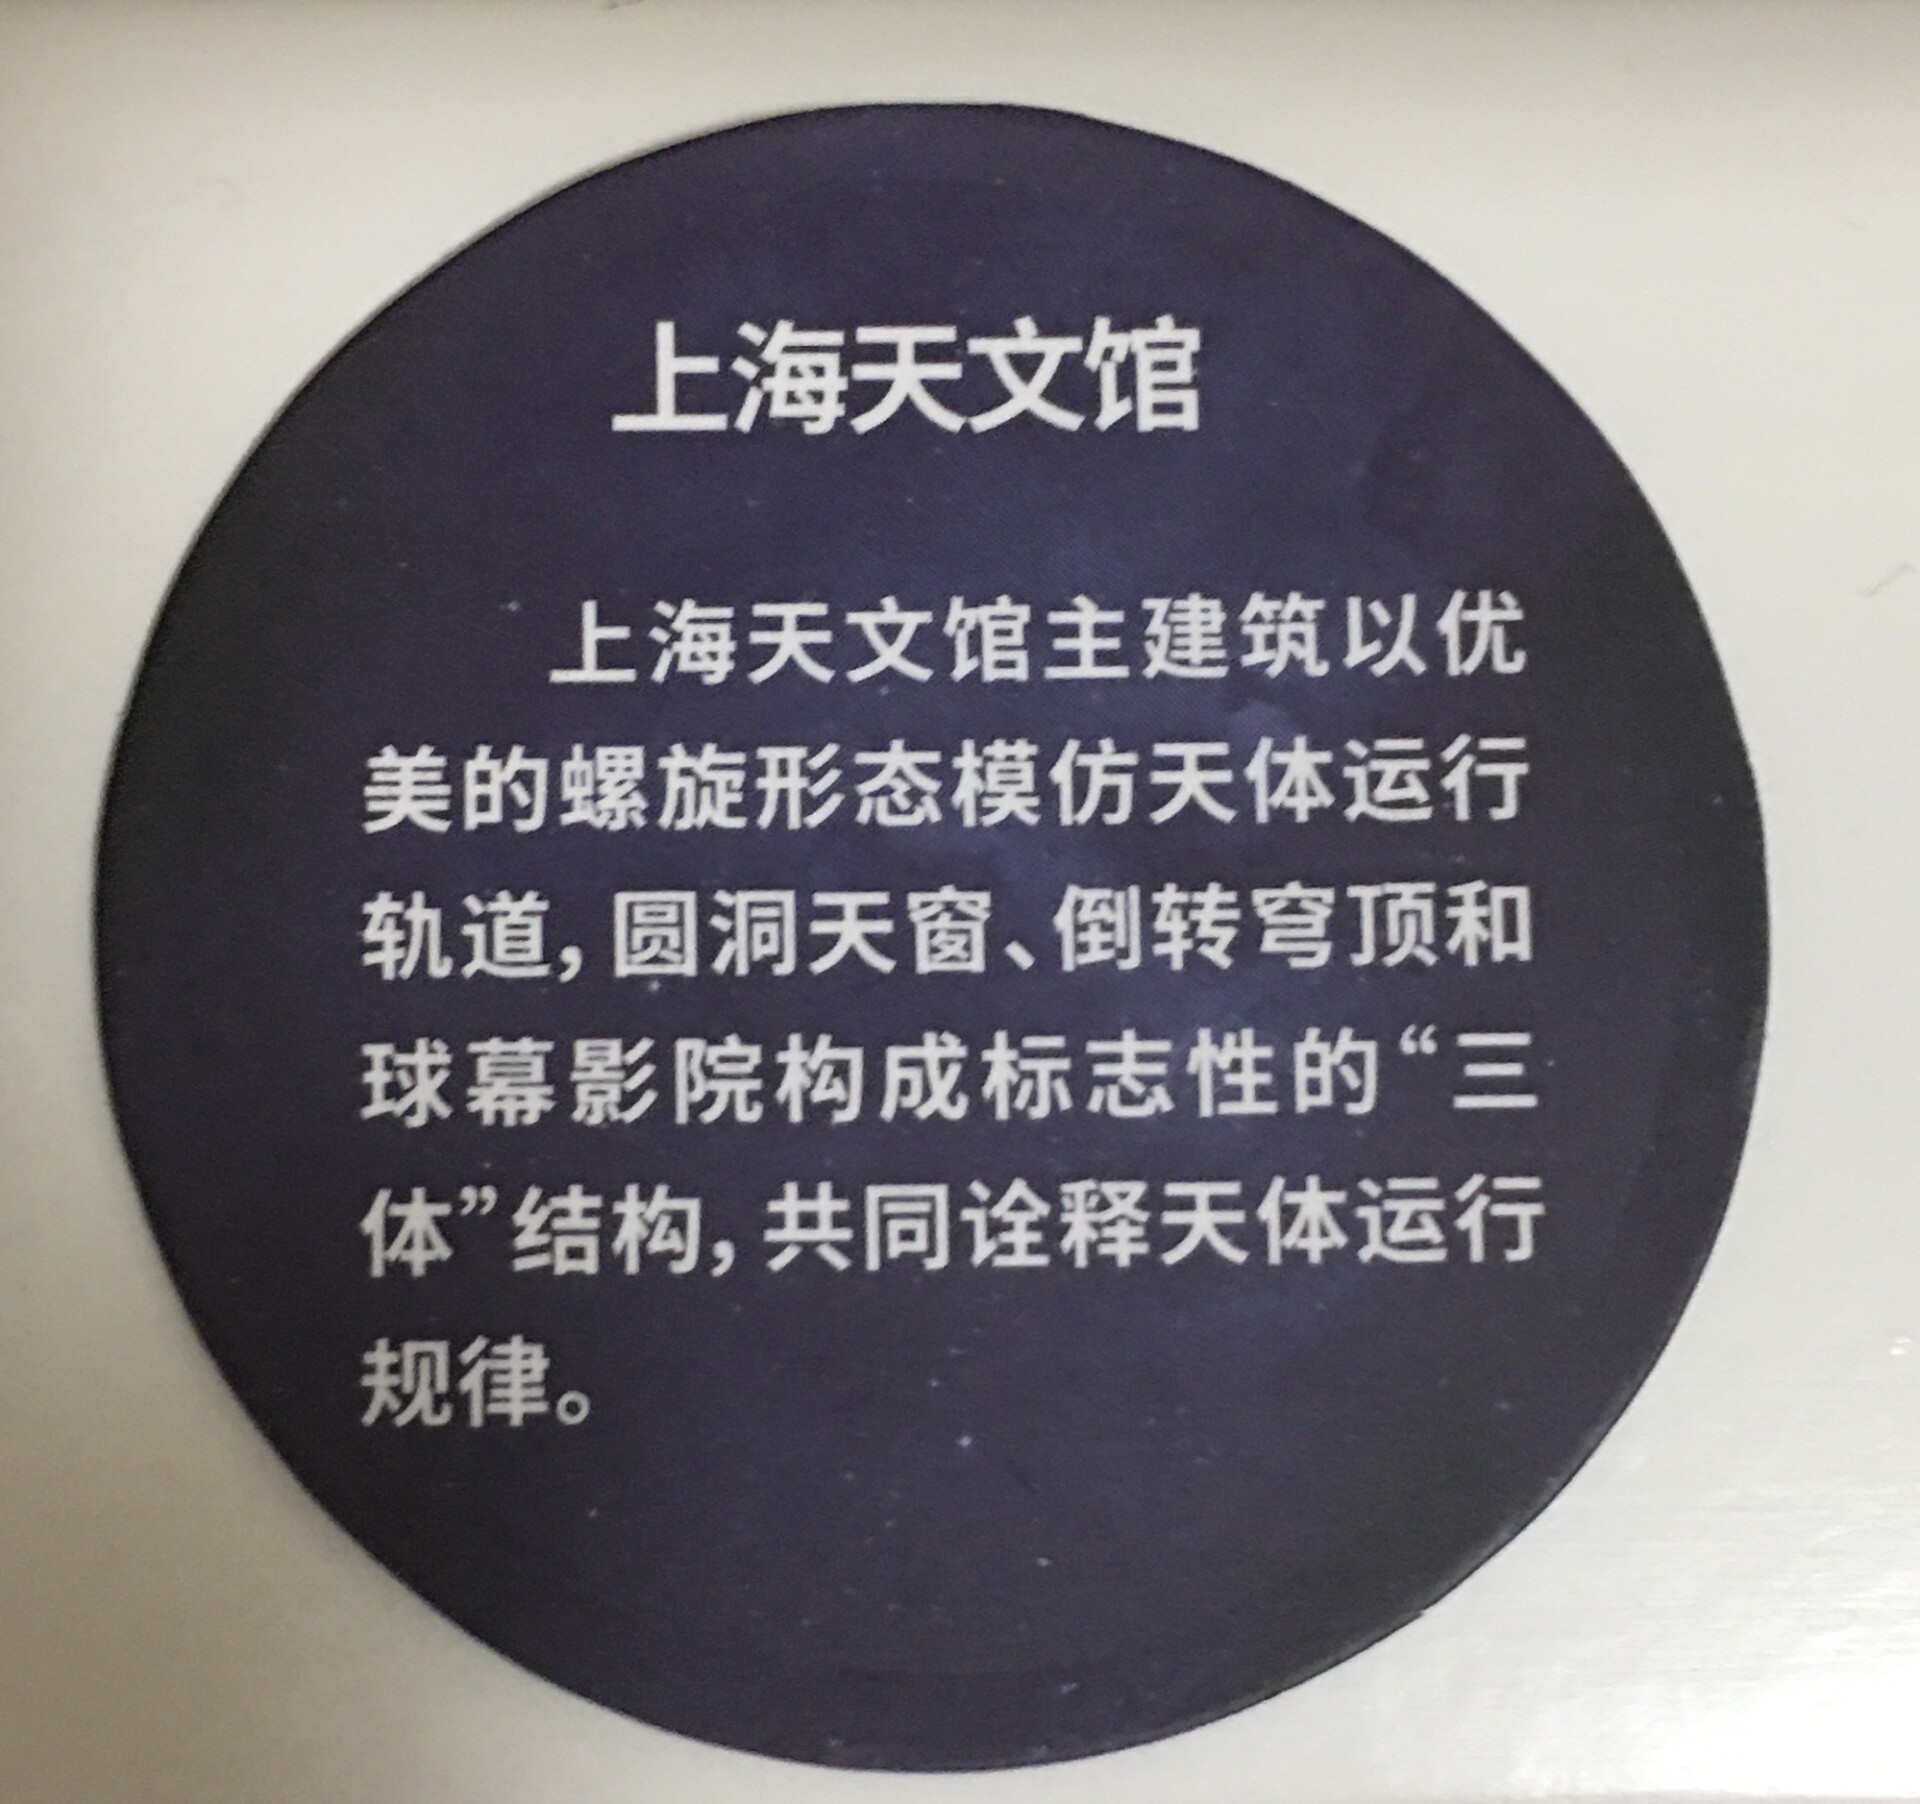 上海天文馆
上海天文馆主建筑以优
美的螺旋形态模仿天体运行
轨道，圆洞天窗、倒转穹顶和
球幕影院构成标志性的“三
体”结构，共同诠释天体运行
规律。